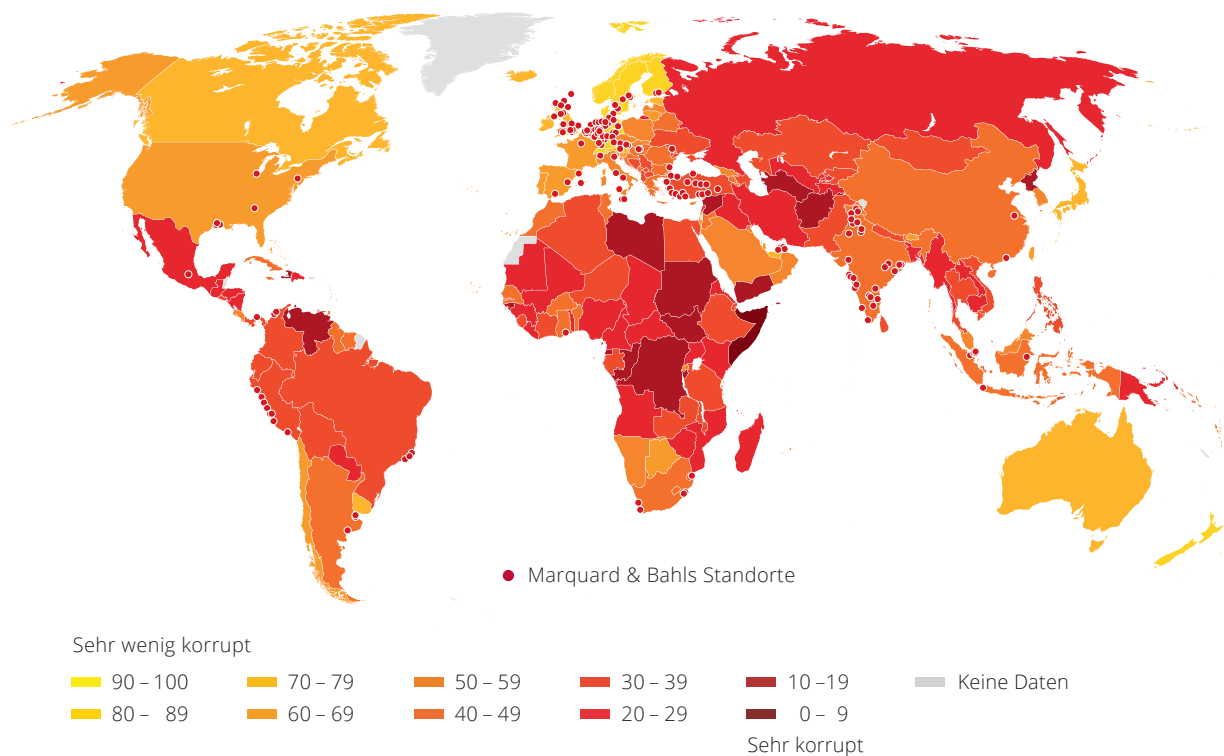 Marquard & Bahls Standorte
Sehr wenig korrupt
90 – 100
70 – 79
50 – 59
30 – 39
10 –19
Keine Daten
80 – 89
60 – 69
40 – 49
20 – 29
0 – 9
Sehr korrupt